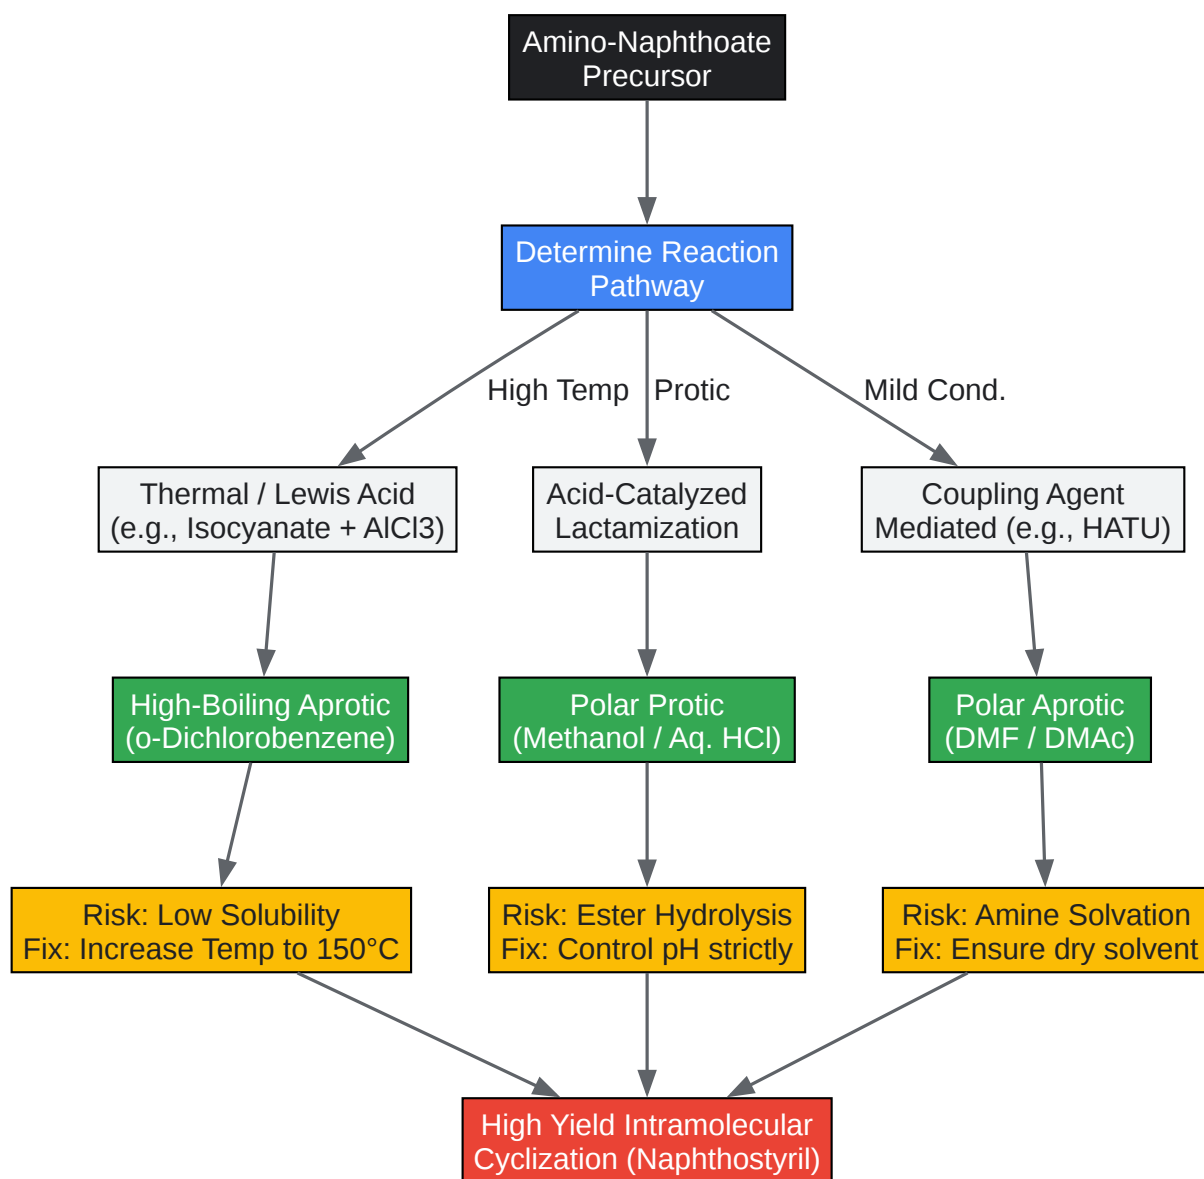 Amino-Naphthoate
Precursor
Determine Reaction
Pathway
High Temp
Protic
Mild Cond.
Thermal / Lewis Acid
(e.g., Isocyanate + AlCl3)
Acid-Catalyzed
Lactamization
Coupling Agent
Mediated (e.g., HATU)
High-Boiling Aprotic
(o-Dichlorobenzene)
Polar Protic
(Methanol / Aq. HCl)
Polar Aprotic
(DMF / DMAc)
Risk: Low Solubility
Fix: Increase Temp to 150°C
Risk: Ester Hydrolysis
Fix: Control pH strictly
Risk: Amine Solvation
Fix: Ensure dry solvent
High Yield Intramolecular
Cyclization (Naphthostyril)